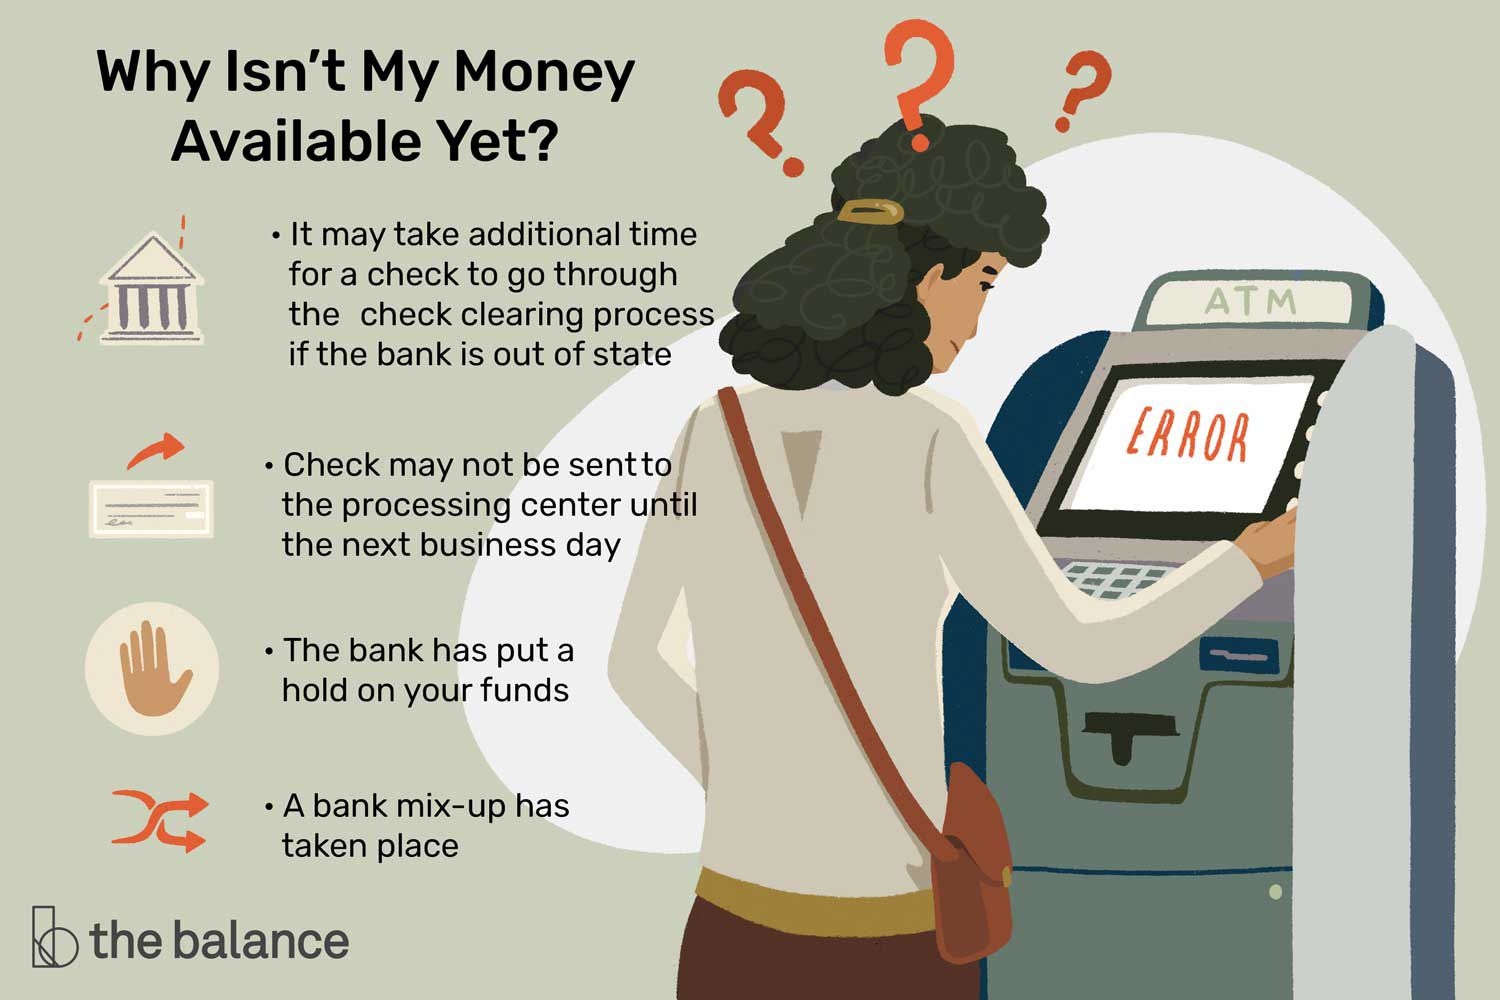 Why Isn’t My Money
Available Yet?
• It may take additional time
for a check to go through
the check clearing process
if the bank is out of state
• Check may not be sent to
the processing center until
the next business day
• The bank has put a
hold on your funds
• A bank mix-up has
taken place
ATM
ERROR
the balance